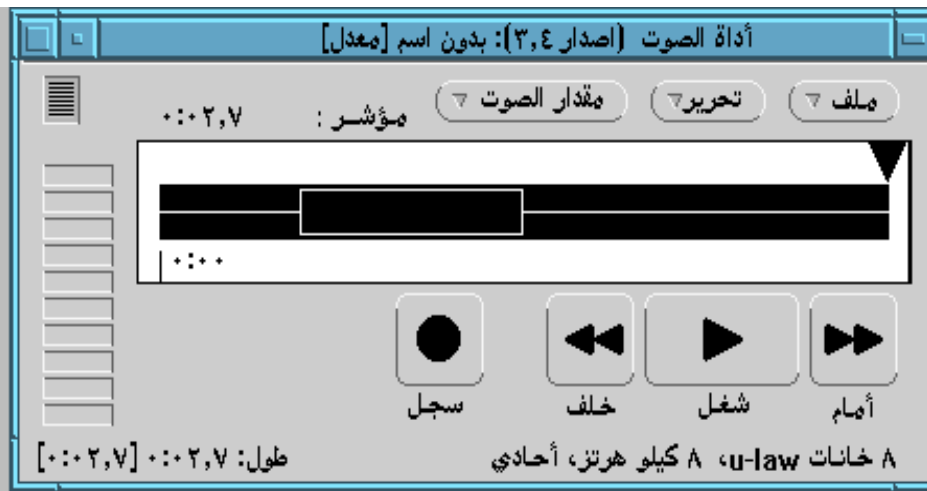 أداة الصوت (اصدار ٣,٤): بدون اسم [معدل]
ملف تحرير مقدار الصوت مؤشر : ٠:٠٢,٧
٠:٠٠
أمام شغل خلف سجل
٨ خانات u-law، ٨ كيلو هرتز، أحادي طول: ٠:٠٢,٧ [٠:٠٢,٧]